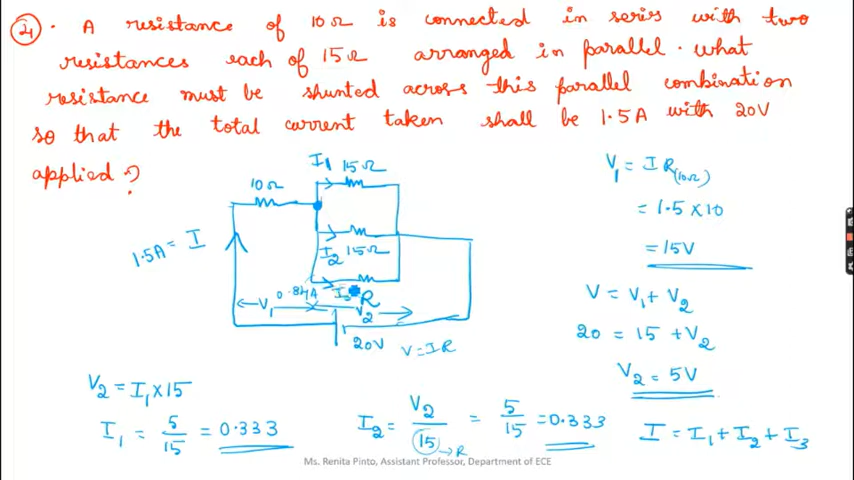 21. A resistance of 10Ω is connected in series with two
resistances each of 15Ω arranged in parallel. what
resistance must be shunted across this parallel combination
so that the total current taken shall be 1.5A with 20V
applied?
I1 15Ω
10Ω
I2 15Ω
1.5A = I
0.84A
I3 R
V1
V2
20V
V=IR
V1 = I R(10Ω)
= 1.5 × 10
= 15V
V = V1 + V2
20 = 15 + V2
V2 = 5V
I = I1 + I2 + I3
V2 = I1 × 15
I1 = 5/15 = 0.333
I2 = V2/15 = 5/15 = 0.333
→R
Ms. Renita Pinto, Assistant Professor, Department of ECE